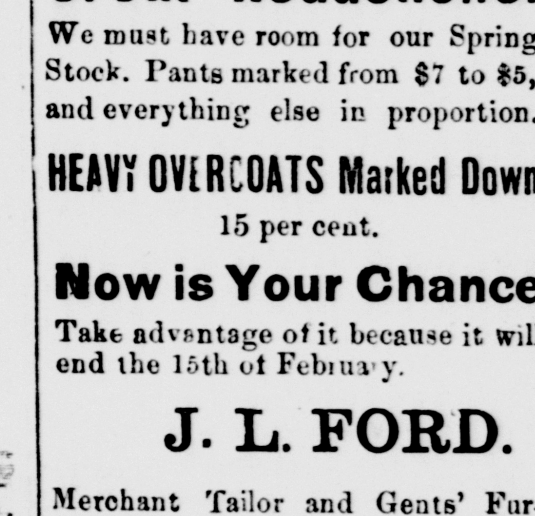 We must have room for our Spring
Stock. Pants marked from $7 to $5,
and everything else in proportion.
HEAVY OVERCOATS Marked Down
15 per cent.
Now is Your Chance
Take advantage of it because it wil
end the 15th of February.
J. L. FORD.
Merchant Tailor and Gents' Fur-